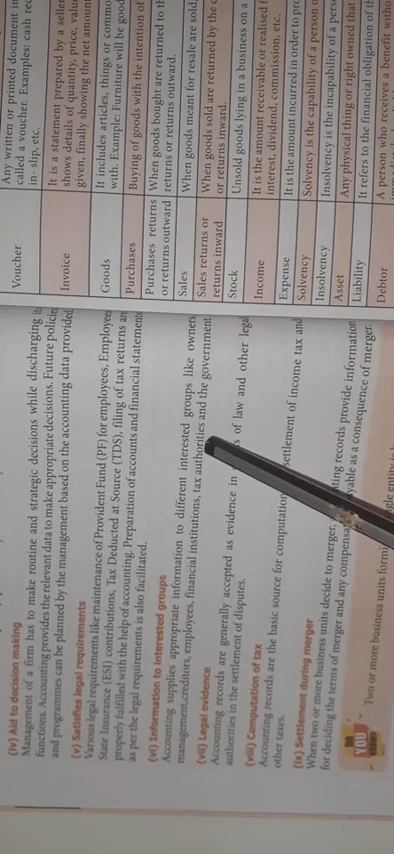 (iv) Aid to decision making
Management of a firm has to make routine and strategic decisions while discharging its
functions. Accounting provides the relevant data to make appropriate decisions. Future policies
and programmes can be planned by the management based on the accounting data provided
(v) Satisfies legal requirements
Various legal requirements like maintenance of Provident Fund (PF) for employees, Employee
State Insurance (ESI) contributions, Tax Deducted at Source (TDS), filing of tax returns are
properly fulfilled with the help of accounting. Preparation of accounts and financial statements
as per the legal requirements is also facilitated.
(vi) Information to interested groups
Accounting supplies appropriate information to different interested groups like owners,
management, creditors, employees, financial institutions, tax authorities and the government.
(vii) Legal evidence
Accounting records are generally accepted as evidence in of law and other legal
authorities in the settlement of disputes.
(viii) Computation of tax
Accounting records are the basic source for computation settlement of income tax and
other taxes.
(ix) Settlement during merger
When two or more business units decide to merger, records provide information
for deciding the terms of merger and any as a consequence of merger.
DO
YOU
KNOW?
Two or more business units
Any written or printed document in
Voucher called a voucher. Examples: cash
in- slip, etc.
It is a statement prepared by a seller
Invoice shows details of quantity, price,
given, finally showing the net
It includes articles, things or
Goods with. Example: Furniture will be
Purchases Buying of goods with the intention of
Purchases returns When goods bought are returned to
or returns outward returns or returns outward.
Sales When goods meant for resale are sold,
Sales returns or When goods sold are returned by the
returns inward or returns inward.
Stock Unsold goods lying in a business on a
Income It is the amount receivable or realised
interest, dividend, commission, etc.
Expense It is the amount incurred in order to
Solvency Solvency is the capability of a person
Insolvency Insolvency is the incapability of a
Asset Any physical thing or right owned that
Liability It refers to the financial obligation of
Debtor A person who receives a benefit